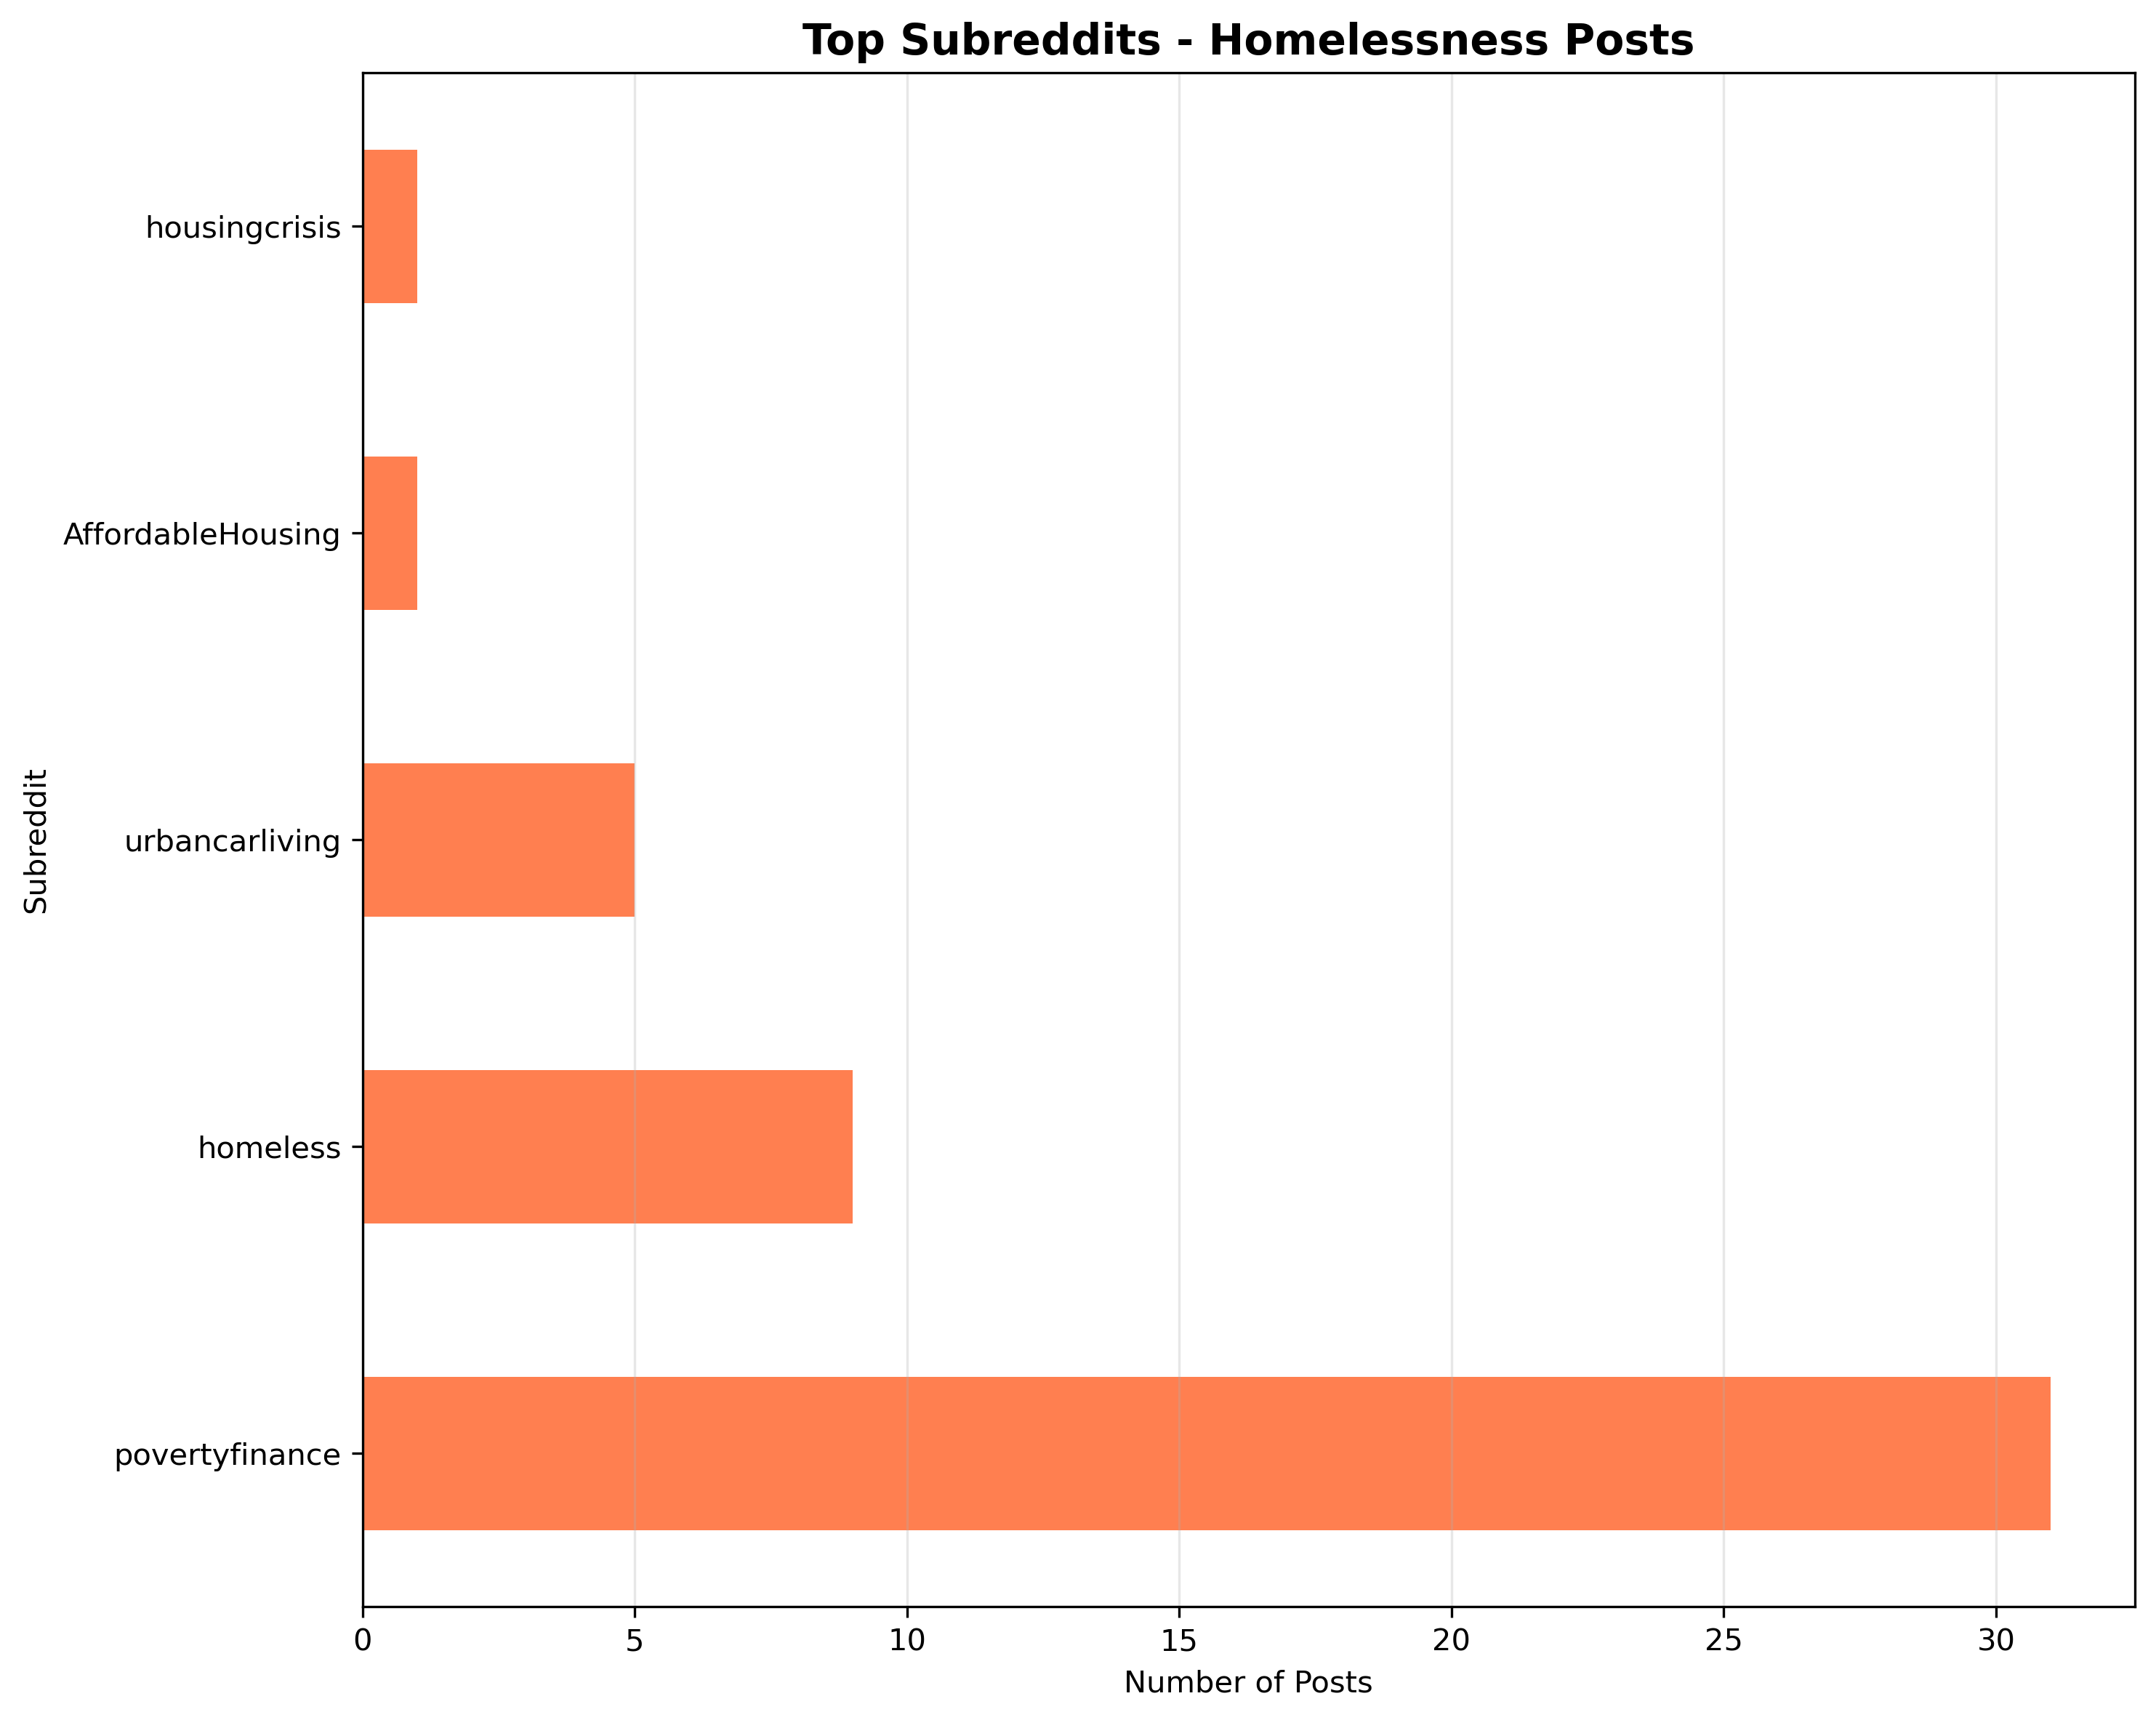 Top Subreddits - Homelessness Posts
housingcrisis
AffordableHousing
urbancarliving
homeless
povertyfinance
Subreddit
0 5 10 15 20 25 30
Number of Posts